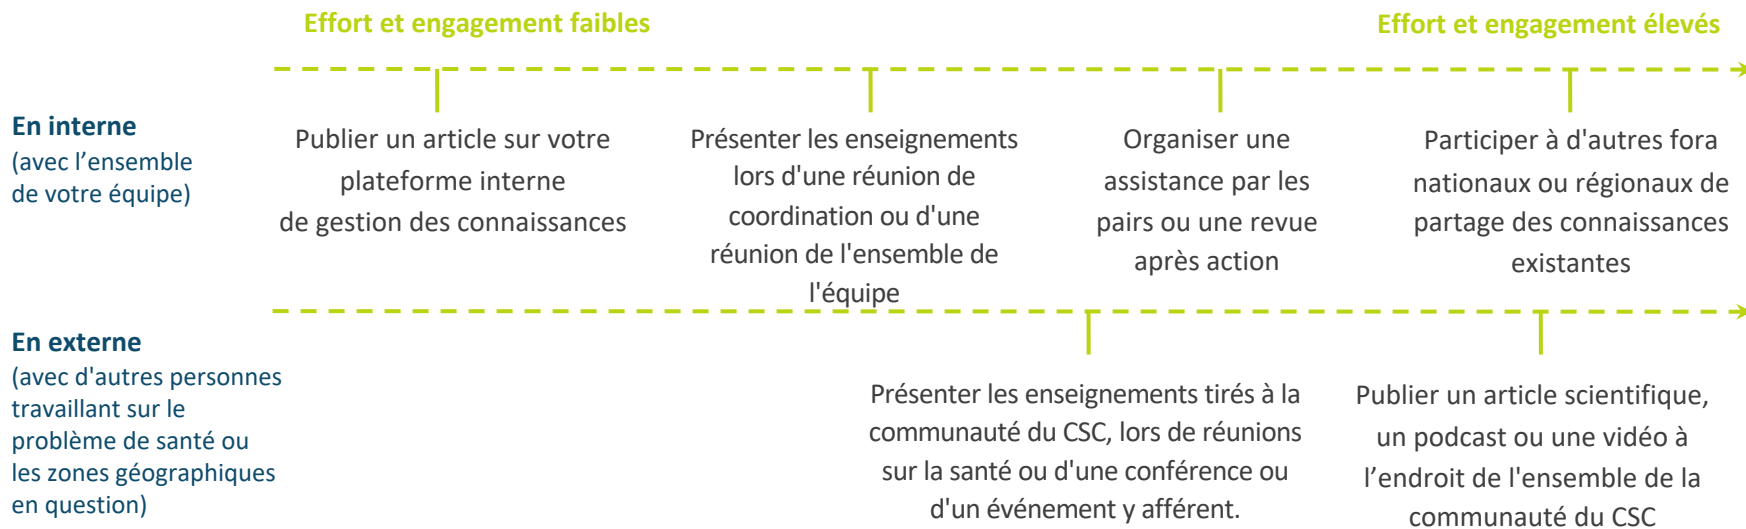 Effort et engagement faibles
Effort et engagement élevés
En interne
(avec l’ensemble
de votre équipe)
Publier un article sur votre
plateforme interne
de gestion des connaissances
Présenter les enseignements
lors d'une réunion de
coordination ou d'une
réunion de l'ensemble de
l'équipe
Organiser une
assistance par les
pairs ou une revue
après action
Participer à d'autres fora
nationaux ou régionaux de
partage des connaissances
existantes
En externe
(avec d'autres personnes
travaillant sur le
problème de santé ou
les zones géographiques
en question)
Présenter les enseignements tirés à la
communauté du CSC, lors de réunions
sur la santé ou d'une conférence ou
d'un événement y afférent.
Publier un article scientifique,
un podcast ou une vidéo à
l’endroit de l'ensemble de la
communauté du CSC